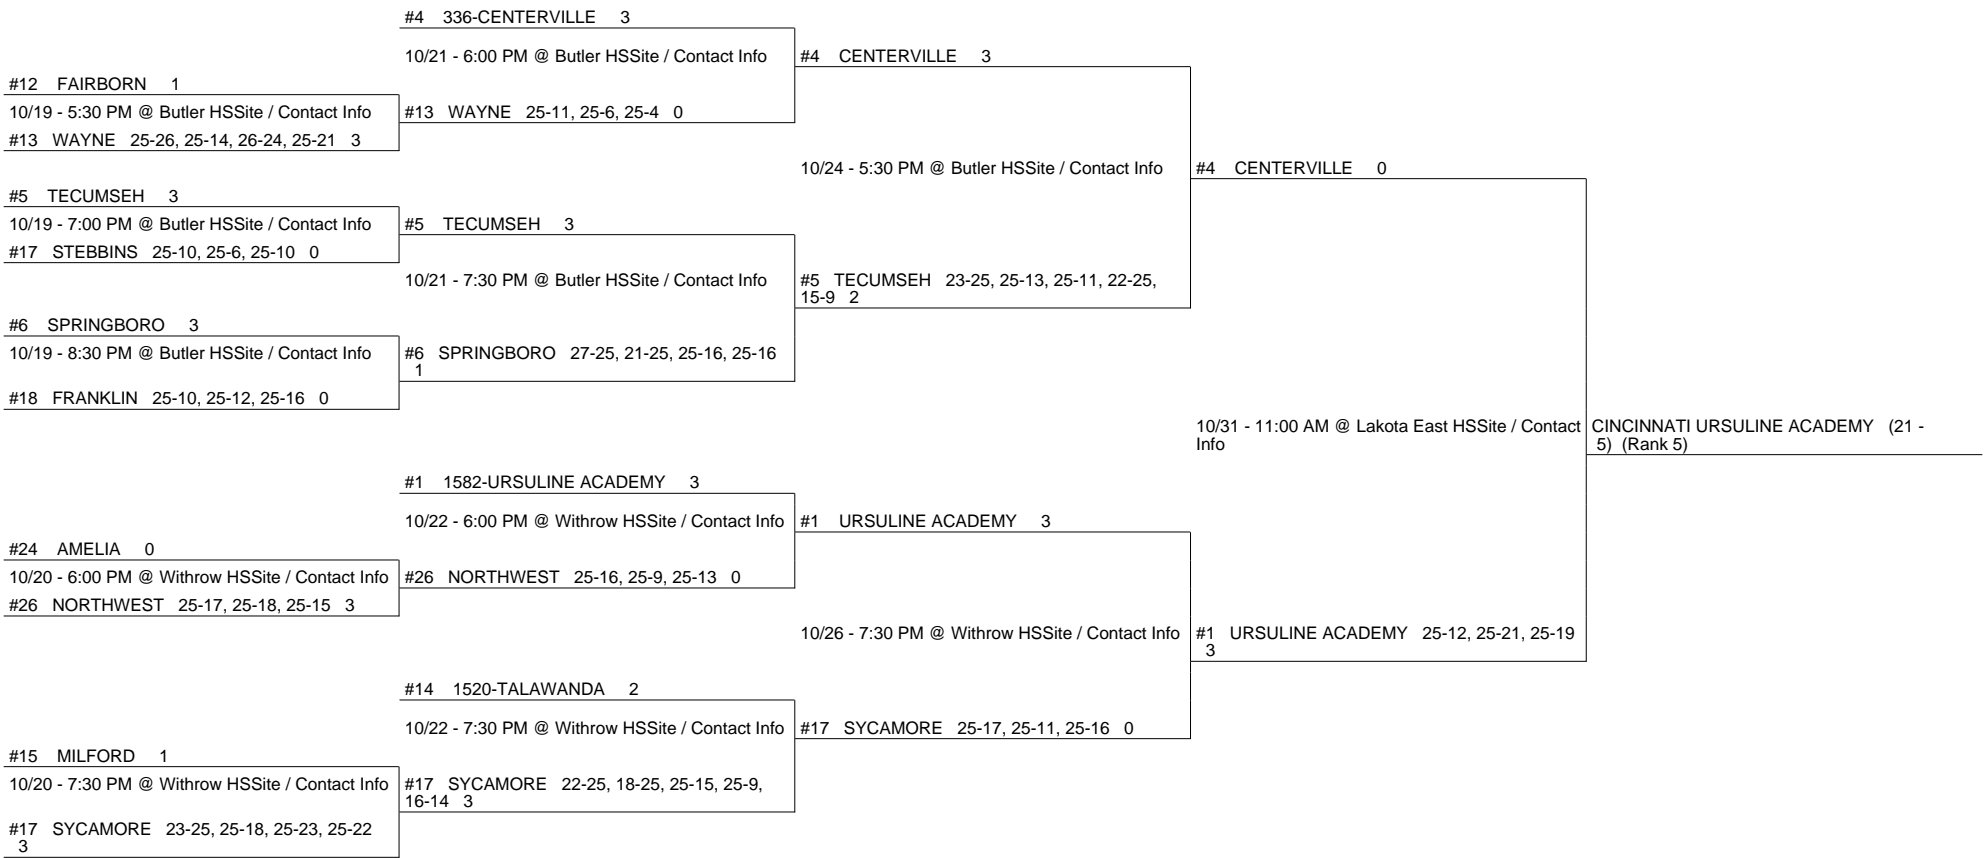 #4 336-CENTERVILLE 3
10/21 - 6:00 PM @ Butler HSSite / Contact Info
#4 CENTERVILLE 3
#12 FAIRBORN 1
10/19 - 5:30 PM @ Butler HSSite / Contact Info
#13 WAYNE 25-11, 25-6, 25-4 0
#13 WAYNE 25-26, 25-14, 26-24, 25-21 3
10/24 - 5:30 PM @ Butler HSSite / Contact Info
#4 CENTERVILLE 0
#5 TECUMSEH 3
10/19 - 7:00 PM @ Butler HSSite / Contact Info
#5 TECUMSEH 3
#17 STEBBINS 25-10, 25-6, 25-10 0
10/21 - 7:30 PM @ Butler HSSite / Contact Info
#5 TECUMSEH 23-25, 25-13, 25-11, 22-25,
15-9 2
#6 SPRINGBORO 3
10/19 - 8:30 PM @ Butler HSSite / Contact Info
#6 SPRINGBORO 27-25, 21-25, 25-16, 25-16
1
#18 FRANKLIN 25-10, 25-12, 25-16 0
10/31 - 11:00 AM @ Lakota East HSSite / Contact
Info
CINCINNATI URSULINE ACADEMY (21 -
5) (Rank 5)
#1 1582-URSULINE ACADEMY 3
10/22 - 6:00 PM @ Withrow HSSite / Contact Info
#1 URSULINE ACADEMY 3
#24 AMELIA 0
10/20 - 6:00 PM @ Withrow HSSite / Contact Info
#26 NORTHWEST 25-16, 25-9, 25-13 0
#26 NORTHWEST 25-17, 25-18, 25-15 3
10/26 - 7:30 PM @ Withrow HSSite / Contact Info
#1 URSULINE ACADEMY 25-12, 25-21, 25-19
3
#14 1520-TALAWANDA 2
10/22 - 7:30 PM @ Withrow HSSite / Contact Info
#17 SYCAMORE 25-17, 25-11, 25-16 0
#15 MILFORD 1
10/20 - 7:30 PM @ Withrow HSSite / Contact Info
#17 SYCAMORE 22-25, 18-25, 25-15, 25-9,
16-14 3
#17 SYCAMORE 23-25, 25-18, 25-23, 25-22
3